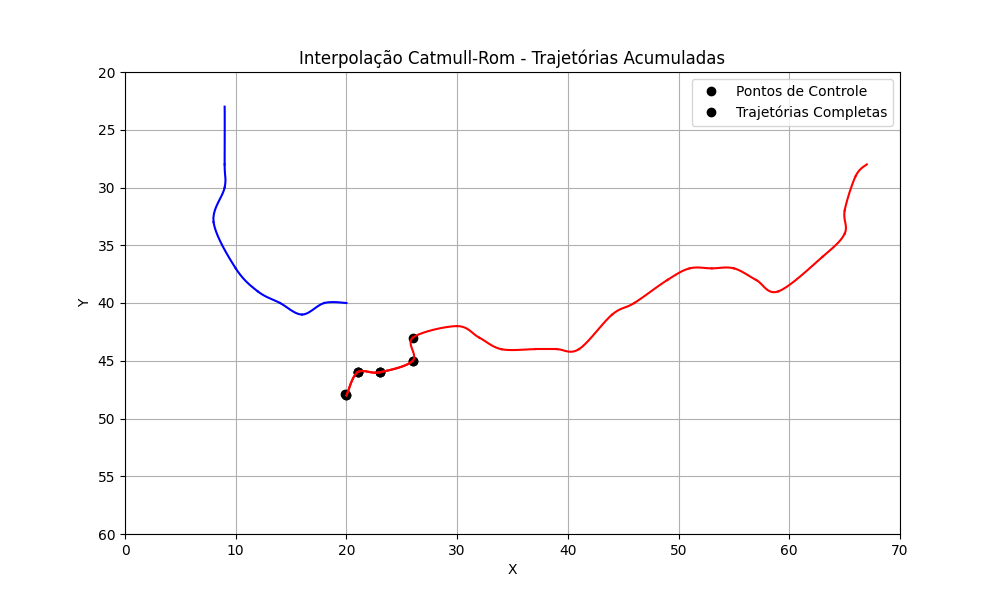 Interpolação Catmull-Rom - Trajetórias Acumuladas
Pontos de Controle
Trajetórias Completas
20
25
30
35
40
45
50
55
60
Y
0 10 20 30 40 50 60 70
X